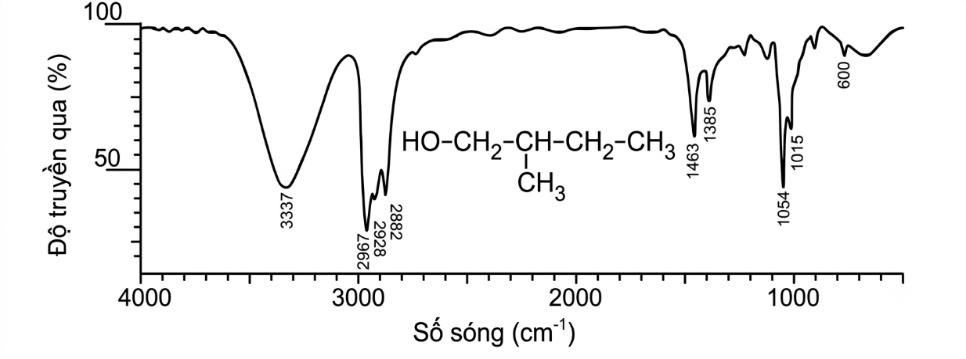 100
50
Độ truyền qua (%)
HO–CH₂–CH–CH₂–CH₃
CH₃
3337
2967
2928
2882
1463
1385
1054
1015
600
4000 3000 2000 1000
Số sóng (cm⁻¹)